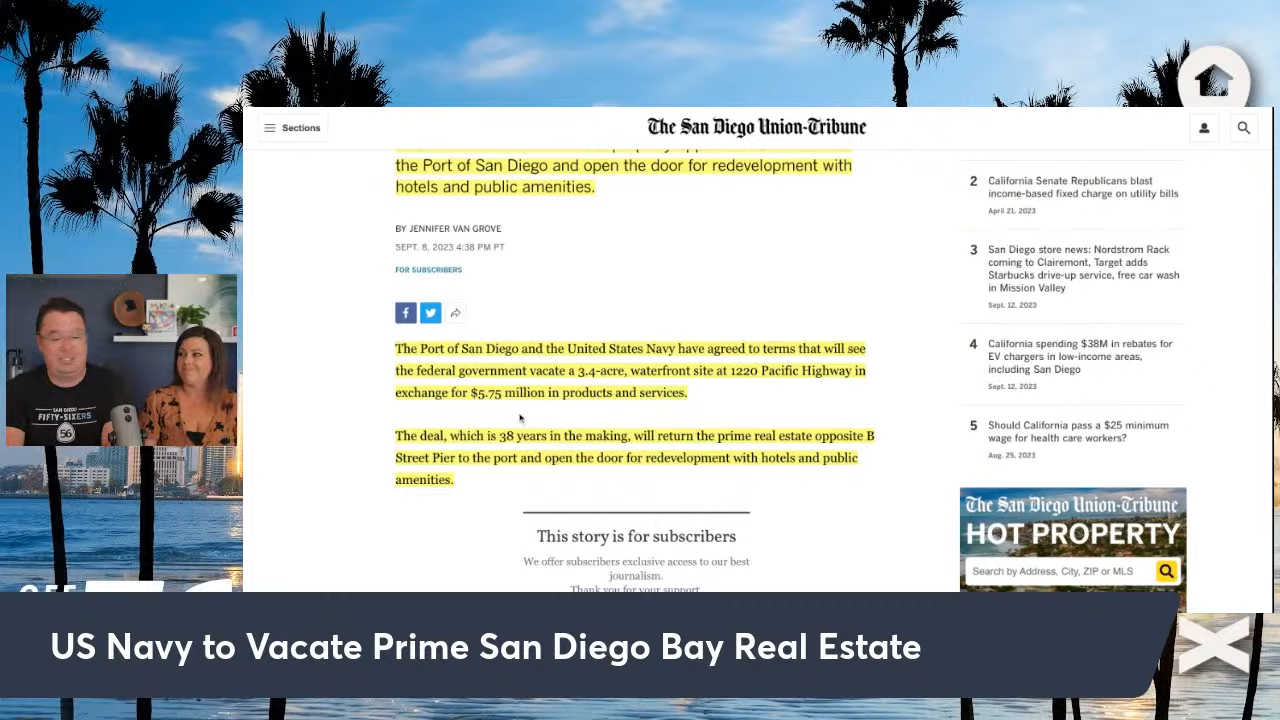 Sections
The San Diego Union-Tribune
the Port of San Diego and open the door for redevelopment with
hotels and public amenities.
BY JENNIFER VAN GROVE
SEPT. 8, 2023 4:38 PM PT
FOR SUBSCRIBERS
The Port of San Diego and the United States Navy have agreed to terms that will see
the federal government vacate a 3.4-acre, waterfront site at 1220 Pacific Highway in
exchange for $5.75 million in products and services.
The deal, which is 38 years in the making, will return the prime real estate opposite B
Street Pier to the port and open the door for redevelopment with hotels and public
amenities.
This story is for subscribers
We offer subscribers exclusive access to our best
journalism.
Thank you for your support.
2 California Senate Republicans blast
income-based fixed charge on utility bills
April 21, 2023
3 San Diego store news: Nordstrom Rack
coming to Clairemont, Target adds
Starbucks drive-up service, free car wash
in Mission Valley
Sept. 12, 2023
4 California spending $38M in rebates for
EV chargers in low-income areas,
including San Diego
Sept. 12, 2023
5 Should California pass a $25 minimum
wage for health care workers?
Aug. 25, 2023
The San Diego Union-Tribune
HOT PROPERTY
Search by Address, City, ZIP or MLS
SAN DIEGO
FIFTY-SIXERS
56
US Navy to Vacate Prime San Diego Bay Real Estate